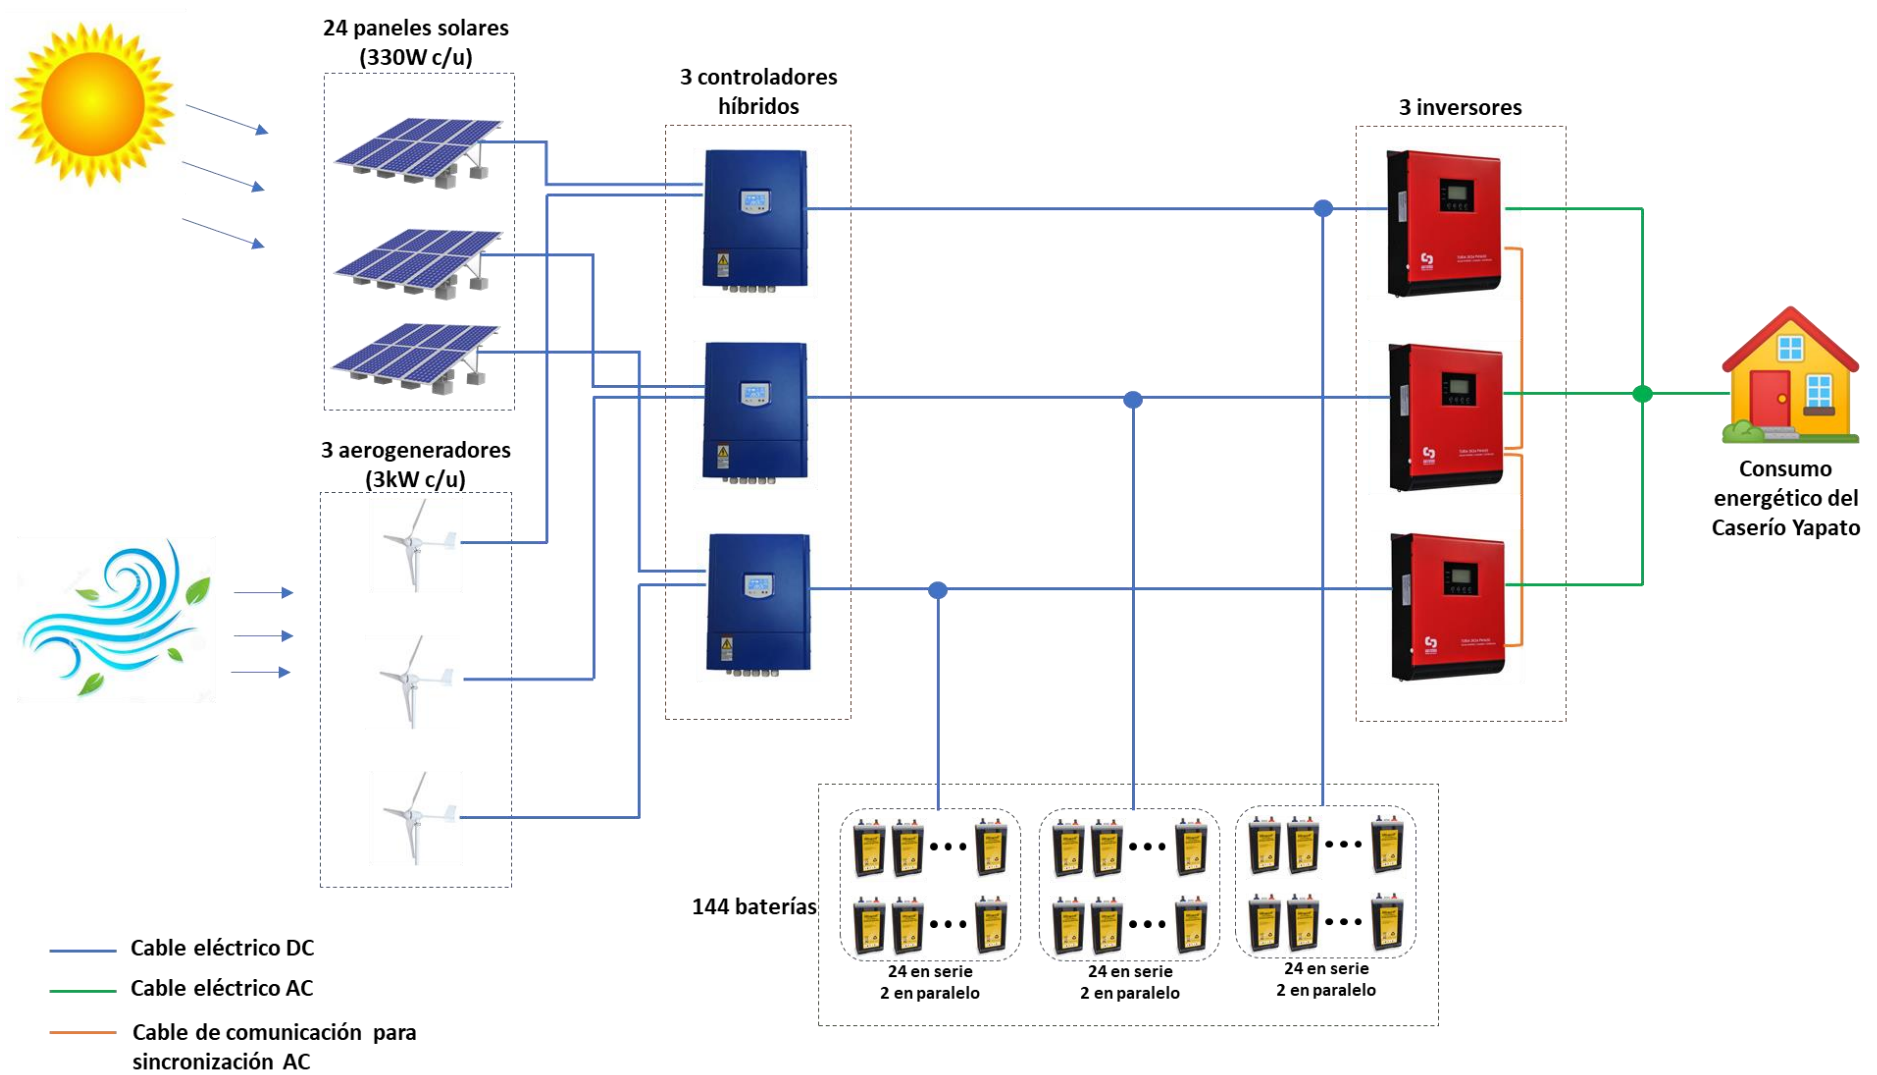 24 paneles solares
(330W c/u)
3 controladores
híbridos
3 inversores
3 aerogeneradores
(3kW c/u)
Consumo
energético del
Caserío Yapato
144 baterías
24 en serie
2 en paralelo
24 en serie
2 en paralelo
24 en serie
2 en paralelo
Cable eléctrico DC
Cable eléctrico AC
Cable de comunicación para
sincronización AC